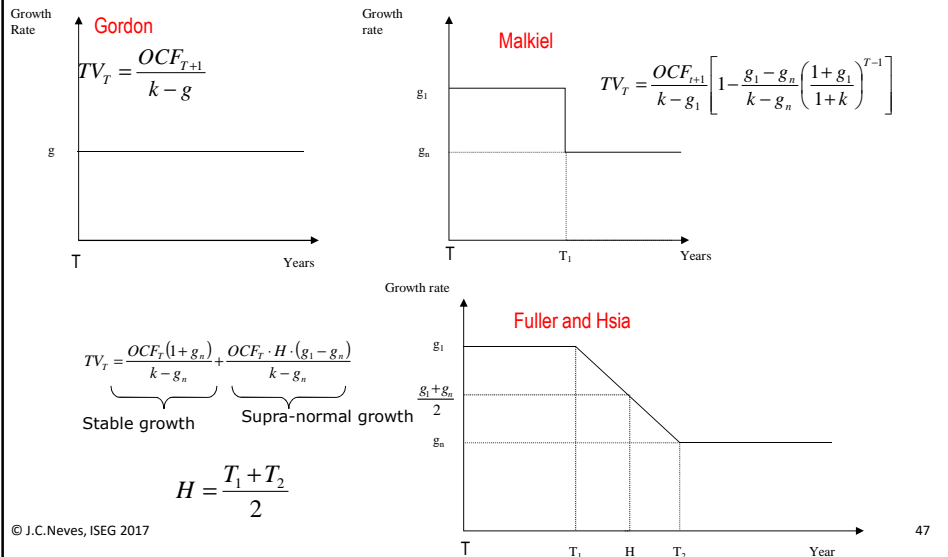 Growth
Rate
Gordon
TV_T = OCF_{T+1} / (k − g)
g
T
Years
Growth
rate
Malkiel
TV_T = OCF_{t+1} / (k − g_1) [1 − (g_1 − g_n) / (k − g_n) ((1 + g_1) / (1 + k))^{T−1}]
g_1
g_n
T
T_1
Years
TV_T = OCF_T(1 + g_n) / (k − g_n) + OCF_T · H · (g_1 − g_n) / (k − g_n)
Stable growth
Supra-normal growth
H = (T_1 + T_2) / 2
Growth rate
Fuller and Hsia
g_1
(g_1 + g_n) / 2
g_n
T
T_1
H
T_2
Year
© J.C.Neves, ISEG 2017
47